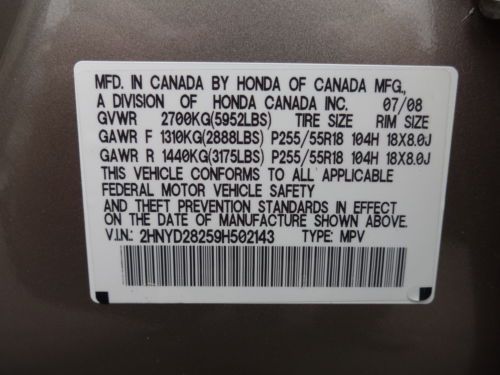 MFD. IN CANADA BY HONDA OF CANADA MFG.,
A DIVISION OF HONDA CANADA INC. 07/08
GVWR 2700KG(5952LBS) TIRE SIZE RIM SIZE
GAWR F 1310KG(2888LBS) P255/55R18 104H 18X8.0J
GAWR R 1440KG(3175LBS) P255/55R18 104H 18X8.0J
THIS VEHICLE CONFORMS TO ALL APPLICABLE
FEDERAL MOTOR VEHICLE SAFETY
AND THEFT PREVENTION STANDARDS IN EFFECT
ON THE DATE OF MANUFACTURE SHOWN ABOVE.
V.I.N.: 2HNYD28259H502143 TYPE: MPV